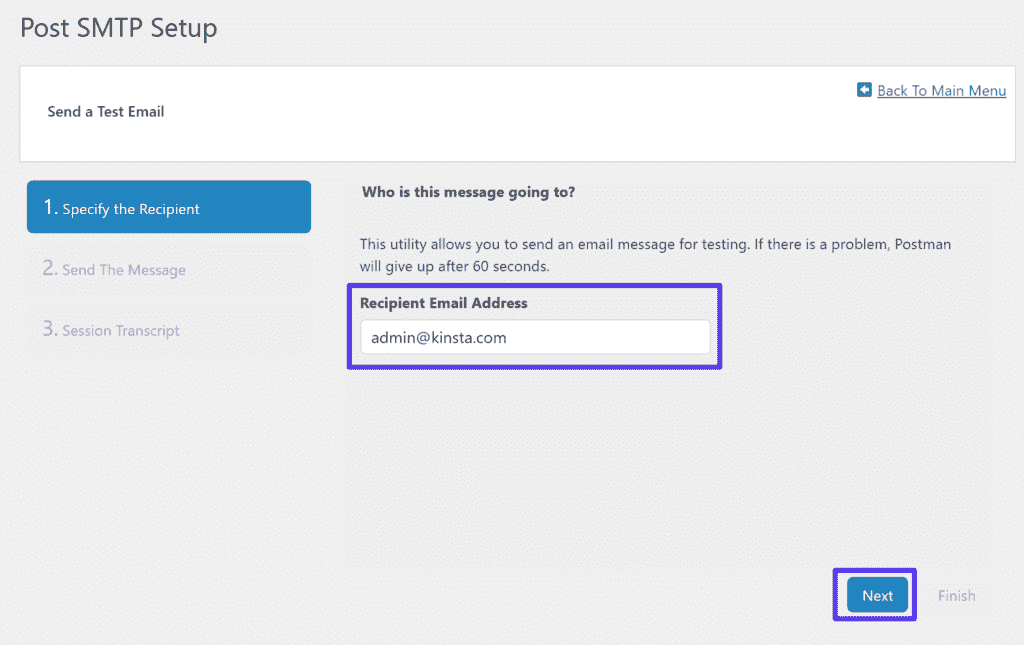 Post SMTP Setup
Back To Main Menu
Send a Test Email
1. Specify the Recipient
2. Send The Message
3. Session Transcript
Who is this message going to?
This utility allows you to send an email message for testing. If there is a problem, Postman
will give up after 60 seconds.
Recipient Email Address
admin@kinsta.com
Next
Finish